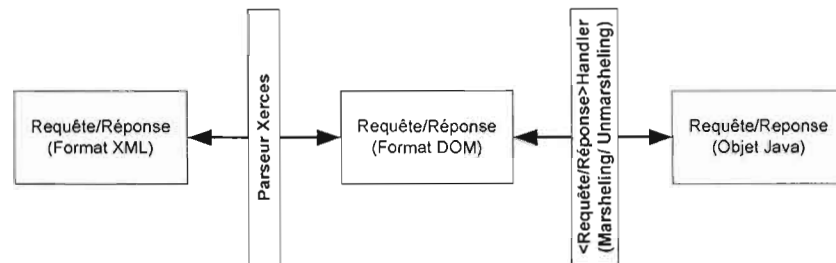 Requête/Réponse
(Format XML)
Parseur Xerces
Requête/Réponse
(Format DOM)
<Requête/Réponse>Handler
(Marsheling/ Unmarsheling)
Requête/Reponse
(Objet Java)